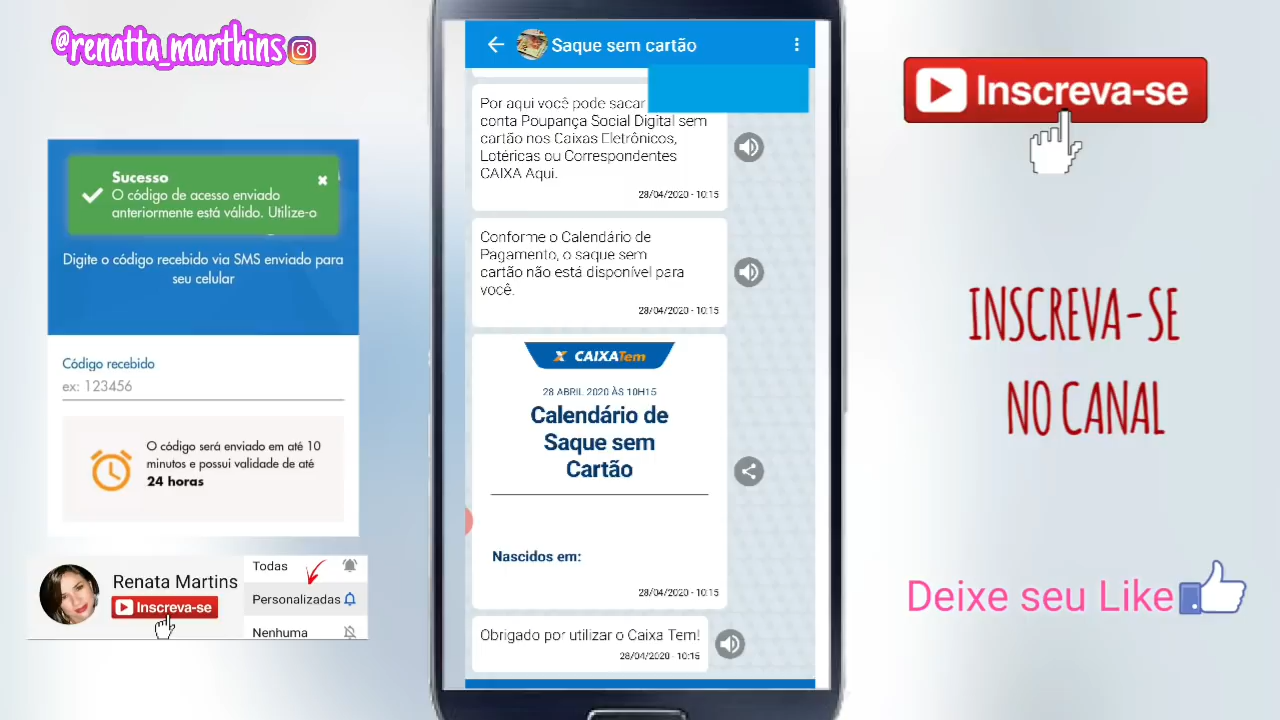 @renatta_marthins
Sucesso
O código de acesso enviado
anteriormente está válido. Utilize-o
Digite o código recebido via SMS enviado para
seu celular
Código recebido
ex: 123456
O código será enviado em até 10
minutos e possui validade de até
24 horas
Renata Martins
Inscreva-se
Todas
Personalizadas
Nenhuma
Saque sem cartão
Por aqui você pode sacar
conta Poupança Social Digital sem
cartão nos Caixas Eletrônicos,
Lotéricas ou Correspondentes
CAIXA Aqui.
28/04/2020 - 10:15
Conforme o Calendário de
Pagamento, o saque sem
cartão não está disponível para
você.
28/04/2020 - 10:15
X CAIXATem
28 ABRIL 2020 ÀS 10H15
Calendário de
Saque sem
Cartão
Nascidos em:
28/04/2020 - 10:15
Obrigado por utilizar o Caixa Tem!
28/04/2020 - 10:15
Inscreva-se
INSCREVA-SE
NO CANAL
Deixe seu Like